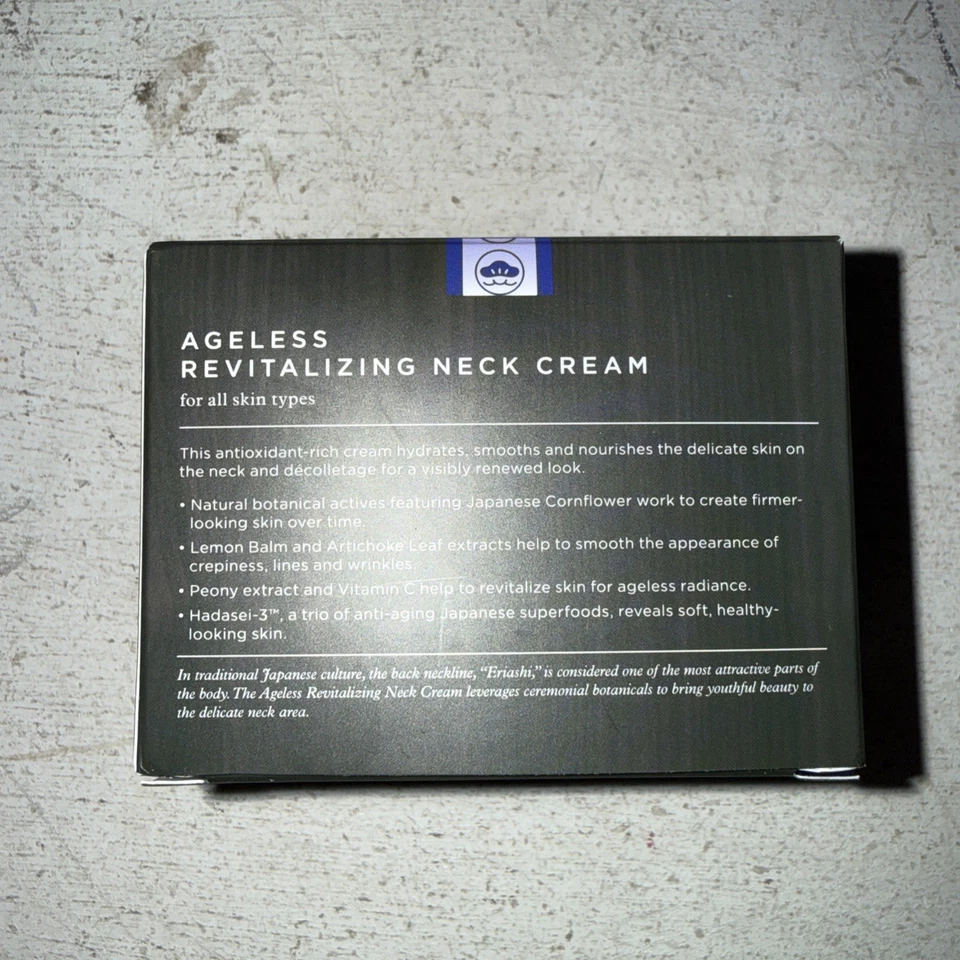 AGELESS
REVITALIZING NECK CREAM
for all skin types
This antioxidant-rich cream hydrates, smooths and nourishes the delicate skin on
the neck and décolletage for a visibly renewed look.
• Natural botanical actives featuring Japanese Cornflower work to create firmer-
looking skin over time.
• Lemon Balm and Artichoke Leaf extracts help to smooth the appearance of
crepiness, lines and wrinkles.
• Peony extract and Vitamin C help to revitalize skin for ageless radiance.
• Hadasei-3™, a trio of anti-aging Japanese superfoods, reveals soft, healthy-
looking skin.
In traditional Japanese culture, the back neckline, “Eriashi,” is considered one of the most attractive parts of
the body. The Ageless Revitalizing Neck Cream leverages ceremonial botanicals to bring youthful beauty to
the delicate neck area.